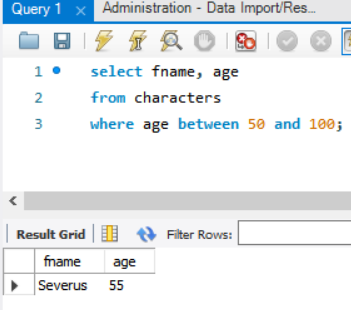 Query 1 × Administration - Data Import/Res...
1 select fname, age
2 from characters
3 where age between 50 and 100;
Result Grid Filter Rows:
fname age
Severus 55